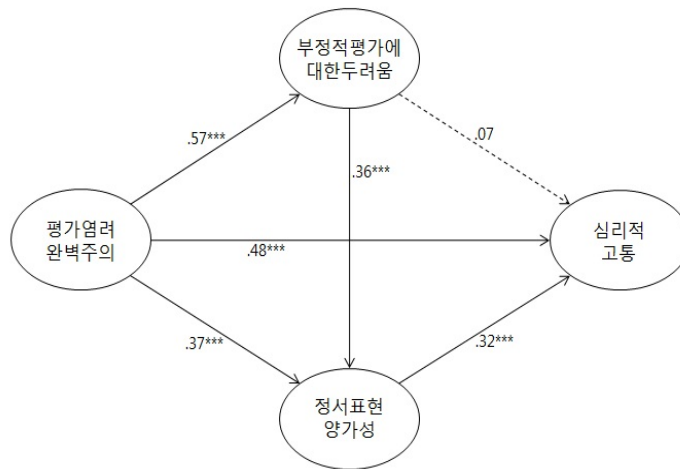 부정적평가에
대한두려움
.57***
.07
.36***
평가염려
완벽주의
심리적
고통
.48***
.37***
.32***
정서표현
양가성